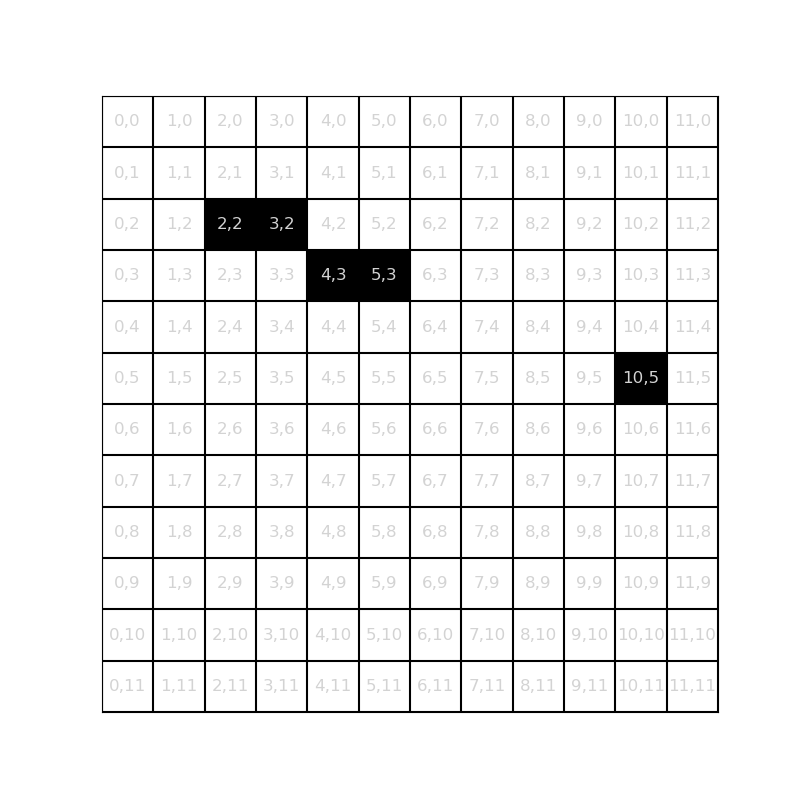 0,0 1,0 2,0 3,0 4,0 5,0 6,0 7,0 8,0 9,0 10,0 11,0
0,1 1,1 2,1 3,1 4,1 5,1 6,1 7,1 8,1 9,1 10,1 11,1
0,2 1,2 2,2 3,2 4,2 5,2 6,2 7,2 8,2 9,2 10,2 11,2
0,3 1,3 2,3 3,3 4,3 5,3 6,3 7,3 8,3 9,3 10,3 11,3
0,4 1,4 2,4 3,4 4,4 5,4 6,4 7,4 8,4 9,4 10,4 11,4
0,5 1,5 2,5 3,5 4,5 5,5 6,5 7,5 8,5 9,5 10,5 11,5
0,6 1,6 2,6 3,6 4,6 5,6 6,6 7,6 8,6 9,6 10,6 11,6
0,7 1,7 2,7 3,7 4,7 5,7 6,7 7,7 8,7 9,7 10,7 11,7
0,8 1,8 2,8 3,8 4,8 5,8 6,8 7,8 8,8 9,8 10,8 11,8
0,9 1,9 2,9 3,9 4,9 5,9 6,9 7,9 8,9 9,9 10,9 11,9
0,10 1,10 2,10 3,10 4,10 5,10 6,10 7,10 8,10 9,10 10,10 11,10
0,11 1,11 2,11 3,11 4,11 5,11 6,11 7,11 8,11 9,11 10,11 11,11